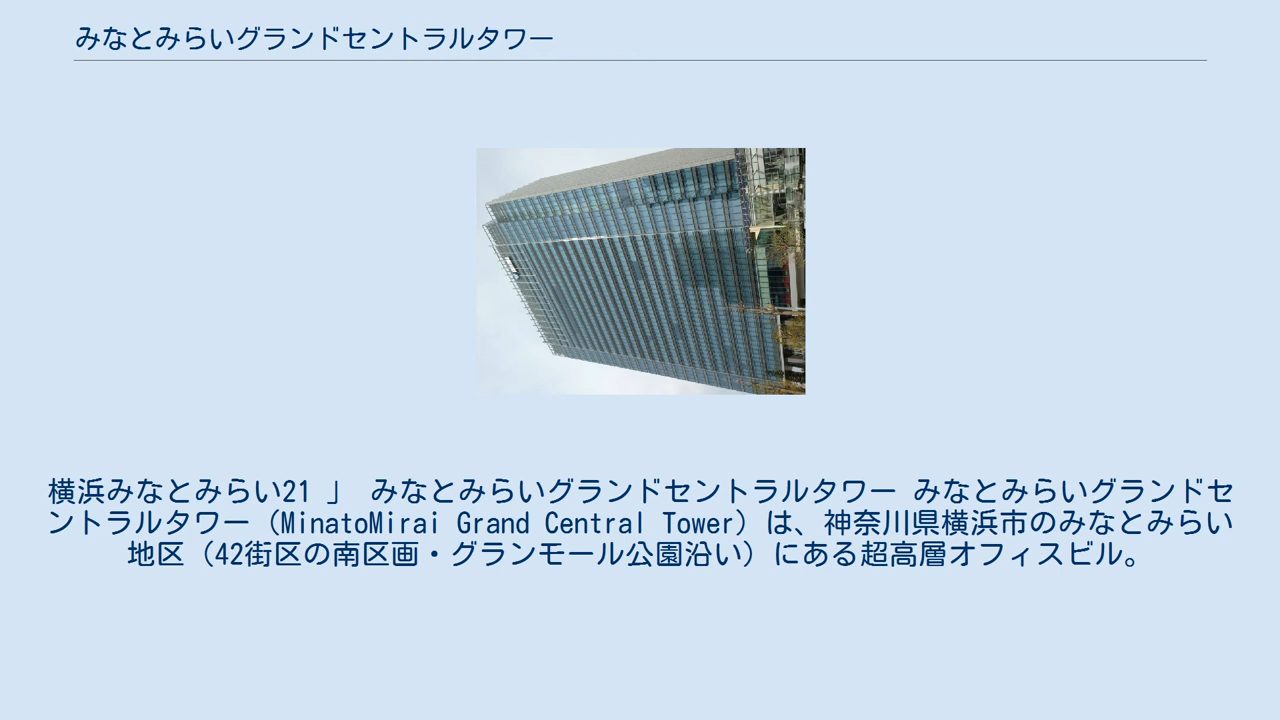 みなとみらいグランドセントラルタワー
横浜みなとみらい21 」 みなとみらいグランドセントラルタワー みなとみらいグランドセ
ントラルタワー（MinatoMirai Grand Central Tower）は、神奈川県横浜市のみなとみらい
地区（42街区の南区画・グランモール公園沿い）にある超高層オフィスビル。